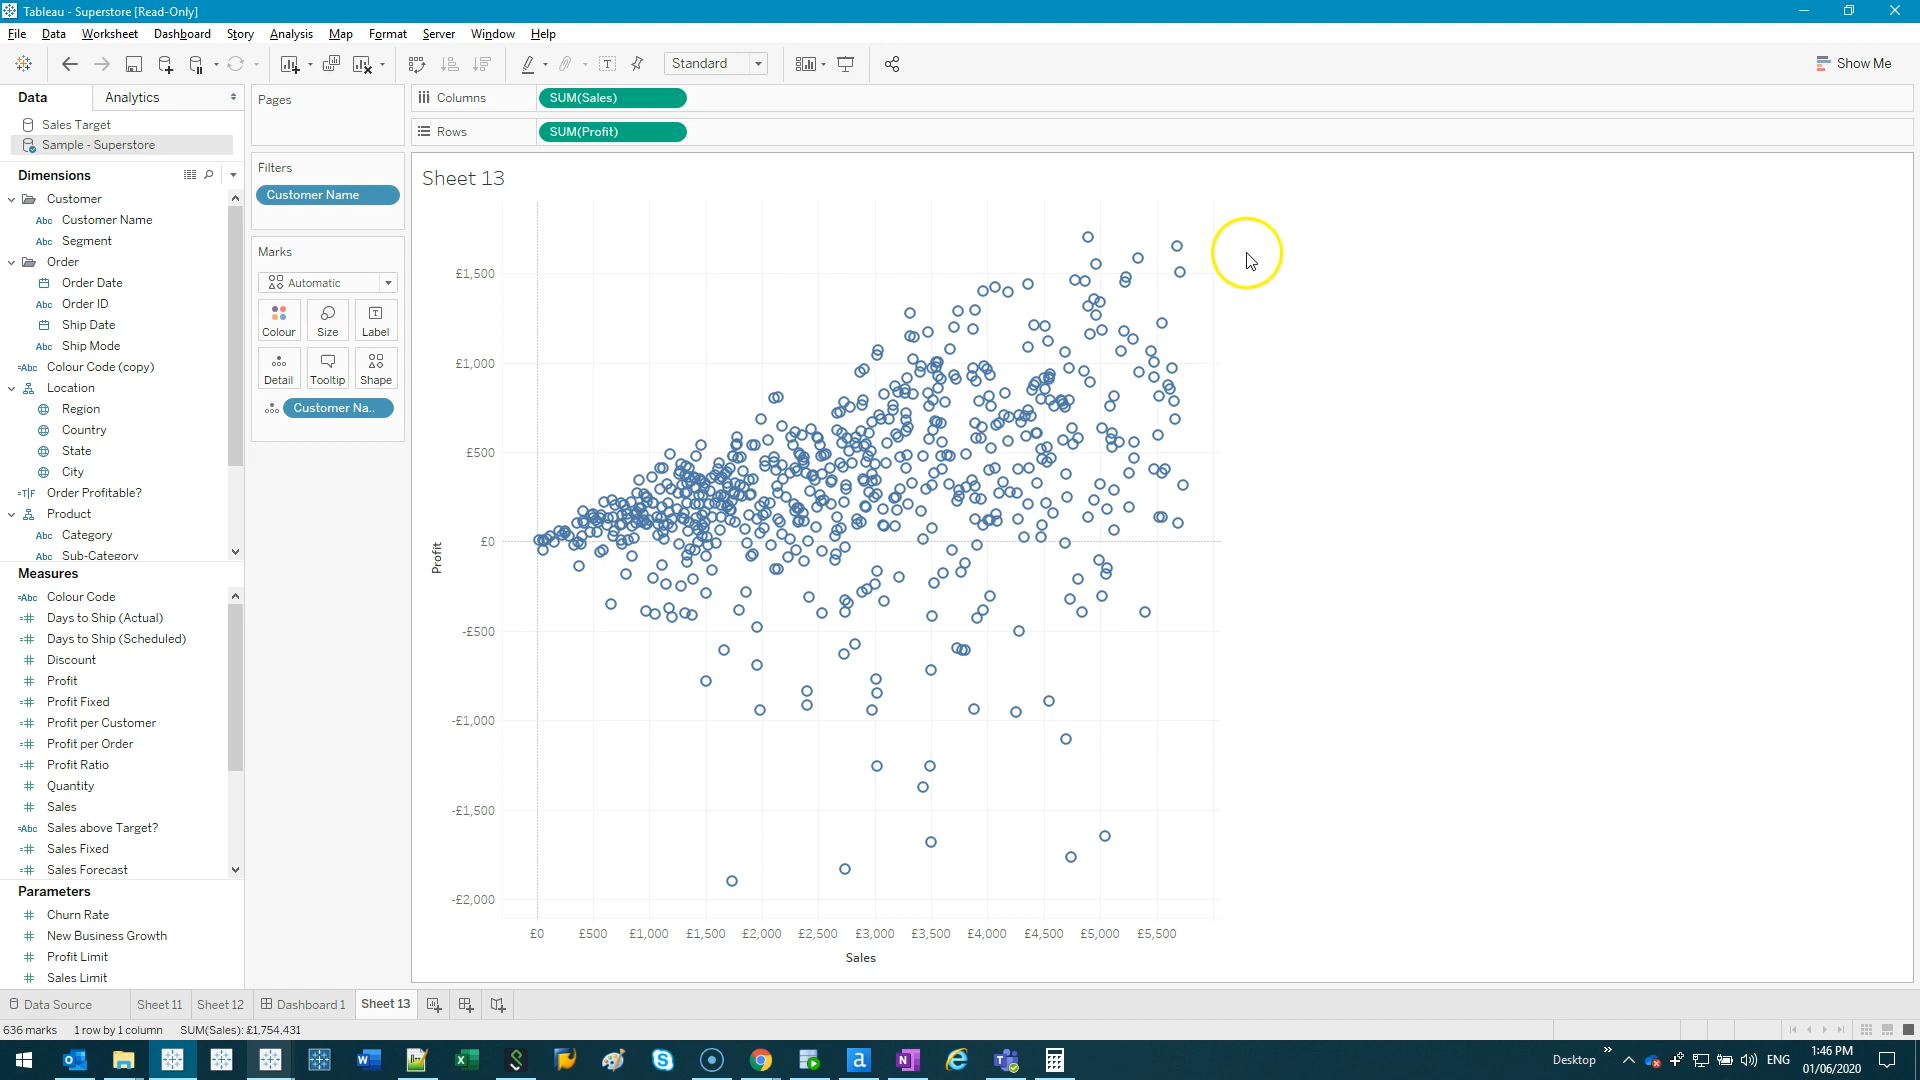 Tableau - Superstore [Read-Only]
File Data Worksheet Dashboard Story Analysis Map Format Server Window Help
Standard
Show Me
Data Analytics
Sales Target
Sample - Superstore
Dimensions
Customer
Abc Customer Name
Abc Segment
Order
Order Date
Abc Order ID
Ship Date
Abc Ship Mode
=Abc Colour Code (copy)
Location
Region
Country
State
City
=T|F Order Profitable?
Product
Abc Category
Abc Sub-Category
Measures
=Abc Colour Code
=# Days to Ship (Actual)
=# Days to Ship (Scheduled)
# Discount
# Profit
=# Profit Fixed
=# Profit per Customer
=# Profit per Order
=# Profit Ratio
# Quantity
# Sales
=Abc Sales above Target?
=# Sales Fixed
=# Sales Forecast
Parameters
# Churn Rate
# New Business Growth
# Profit Limit
# Sales Limit
Pages
Filters
Customer Name
Marks
Automatic
Colour Size Label
Detail Tooltip Shape
Customer Na..
Columns SUM(Sales)
Rows SUM(Profit)
Sheet 13
£1,500
£1,000
£500
£0
-£500
-£1,000
-£1,500
-£2,000
Profit
£0 £500 £1,000 £1,500 £2,000 £2,500 £3,000 £3,500 £4,000 £4,500 £5,000 £5,500
Sales
Data Source Sheet 11 Sheet 12 Dashboard 1 Sheet 13
636 marks 1 row by 1 column SUM(Sales): £1,754,431
Desktop ENG 1:46 PM
01/06/2020